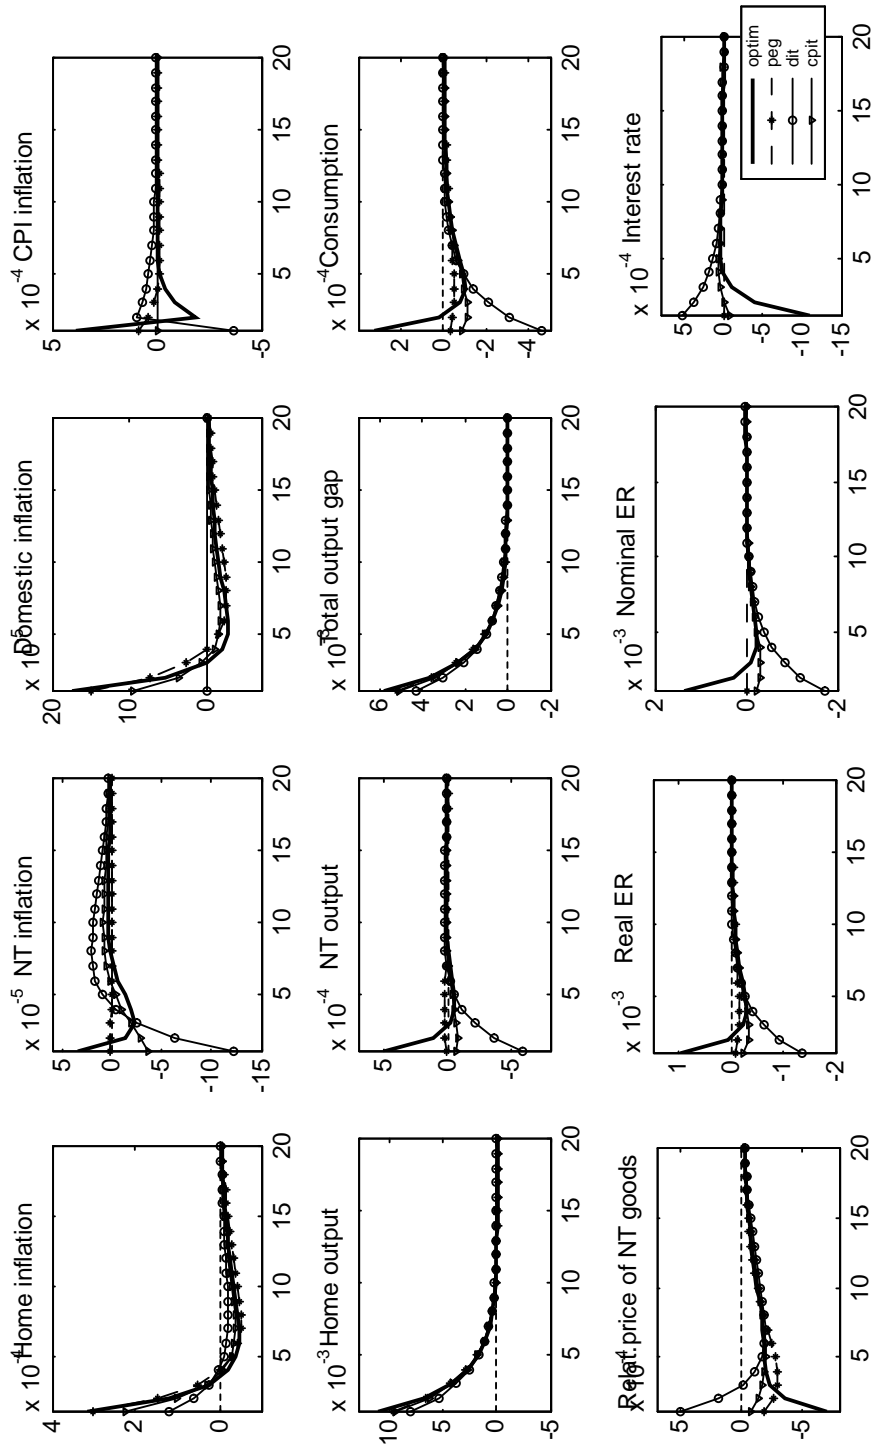 x 10-4 Home inflation
4
2
0
5 10 15 20
x 10-5 NT inflation
5
0
-5
-10
-15
5 10 15 20
x 10-5 Domestic inflation
20
10
0
5 10 15 20
x 10-4 CPI inflation
5
0
-5
5 10 15 20
x 10-3 Home output
10
5
0
-5
5 10 15 20
x 10-4 NT output
5
0
-5
5 10 15 20
x 10-3 Total output gap
6
4
2
0
-2
5 10 15 20
x 10-4 Consumption
2
0
-2
-4
5 10 15 20
x 10-4 Relat. price of NT goods
5
0
-5
5 10 15 20
x 10-3 Real ER
1
0
-1
-2
5 10 15 20
x 10-3 Nominal ER
2
0
-2
5 10 15 20
x 10-4 Interest rate
5
0
-5
-10
-15
5 10 15 20
optim
peg
dit
cpit